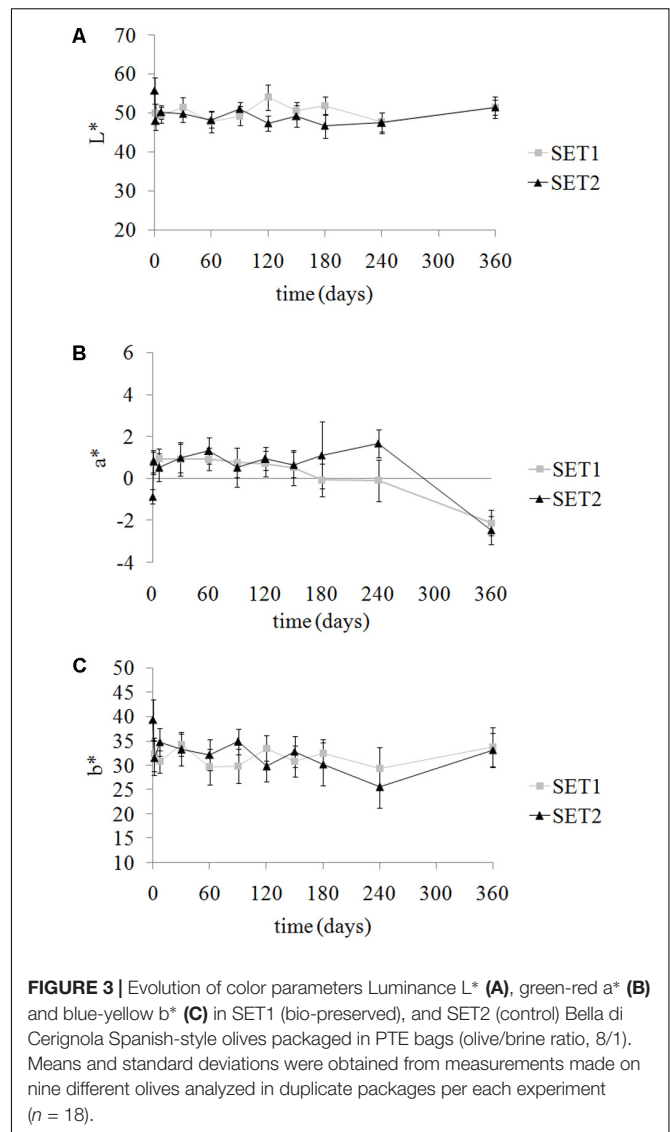 A
70
60
50
40
30
20
L*
0 60 120 180 240 300 360
time (days)
SET1
SET2
B
6
4
2
0
-2
-4
a*
0 60 120 180 240 300 360
time (days)
SET1
SET2
C
50
45
40
35
30
25
20
15
10
b*
0 60 120 180 240 300 360
time (days)
SET1
SET2
FIGURE 3 | Evolution of color parameters Luminance L* (A), green-red a* (B)
and blue-yellow b* (C) in SET1 (bio-preserved), and SET2 (control) Bella di
Cerignola Spanish-style olives packaged in PTE bags (olive/brine ratio, 8/1).
Means and standard deviations were obtained from measurements made on
nine different olives analyzed in duplicate packages per each experiment
(n = 18).